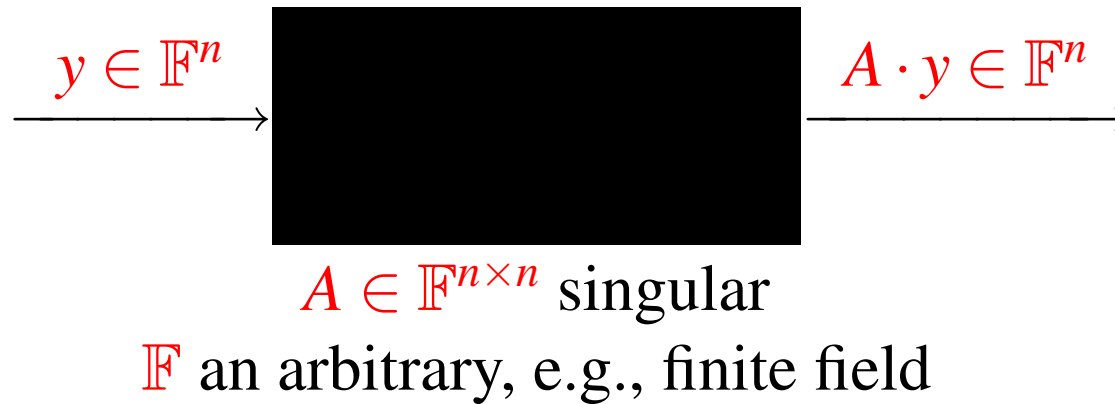 y ∈ 𝔽ⁿ A · y ∈ 𝔽ⁿ
A ∈ 𝔽ⁿˣⁿ singular
𝔽 an arbitrary, e.g., finite field